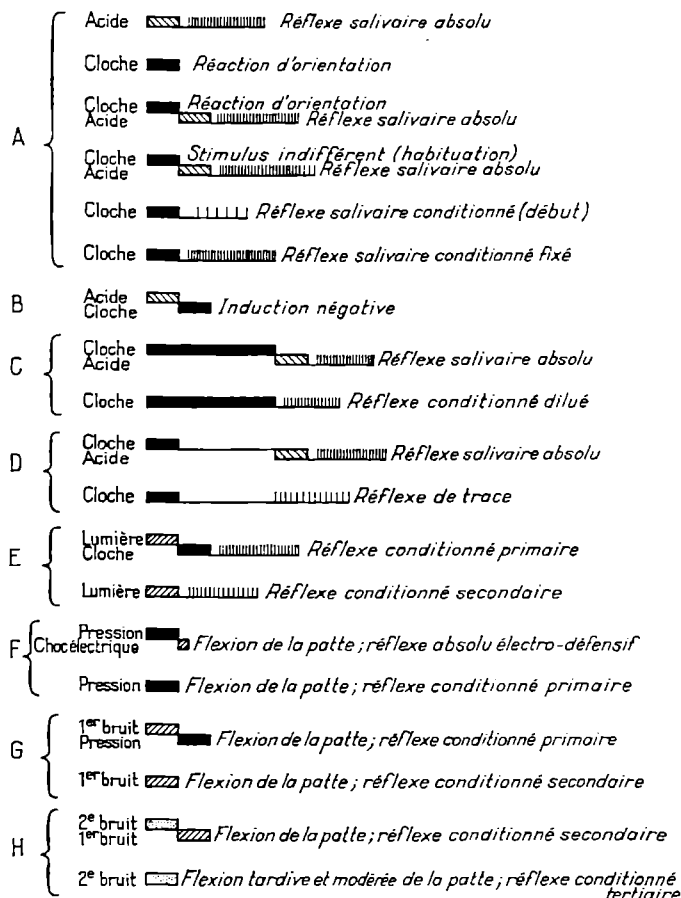 Acide Réflexe salivaire absolu
Cloche Réaction d'orientation
A
Cloche Réaction d'orientation
Acide Réflexe salivaire absolu
Cloche Stimulus indifférent (habituation)
Acide Réflexe salivaire absolu
Cloche Réflexe salivaire conditionné (début)
Cloche Réflexe salivaire conditionné fixé
B
Acide
Cloche Induction négative
C
Cloche
Acide Réflexe salivaire absolu
Cloche Réflexe conditionné dilué
D
Cloche
Acide Réflexe salivaire absolu
Cloche Réflexe de trace
E
Lumière
Cloche Réflexe conditionné primaire
Lumière Réflexe conditionné secondaire
F
Pression
Choc électrique Flexion de la patte ; réflexe absolu électro-défensif
Pression Flexion de la patte ; réflexe conditionné primaire
G
1er bruit
Pression Flexion de la patte ; réflexe conditionné primaire
1er bruit Flexion de la patte ; réflexe conditionné secondaire
H
2e bruit
1er bruit Flexion de la patte ; réflexe conditionné secondaire
2e bruit Flexion tardive et modérée de la patte ; réflexe conditionné
tertiaire